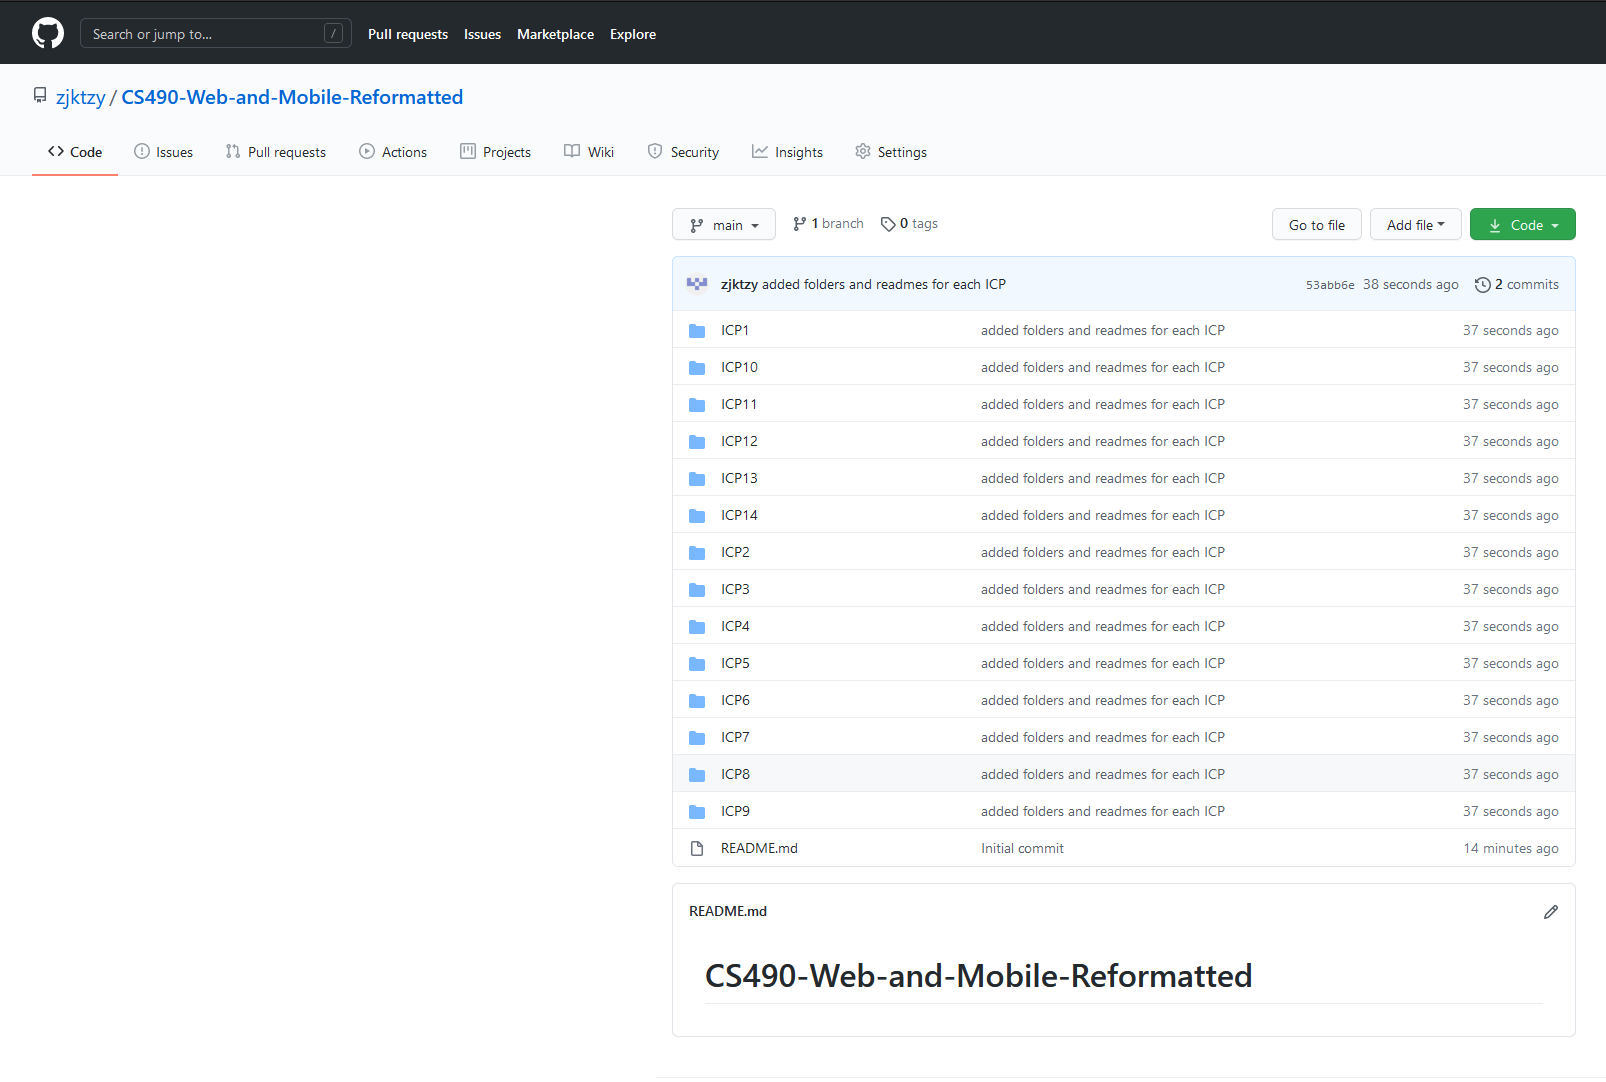 Search or jump to... /
Pull requests Issues Marketplace Explore
zjktzy / CS490-Web-and-Mobile-Reformatted
Code Issues Pull requests Actions Projects Wiki Security Insights Settings
main 1 branch 0 tags Go to file Add file Code
zjktzy added folders and readmes for each ICP 53abb6e 38 seconds ago 2 commits
ICP1 added folders and readmes for each ICP 37 seconds ago
ICP10 added folders and readmes for each ICP 37 seconds ago
ICP11 added folders and readmes for each ICP 37 seconds ago
ICP12 added folders and readmes for each ICP 37 seconds ago
ICP13 added folders and readmes for each ICP 37 seconds ago
ICP14 added folders and readmes for each ICP 37 seconds ago
ICP2 added folders and readmes for each ICP 37 seconds ago
ICP3 added folders and readmes for each ICP 37 seconds ago
ICP4 added folders and readmes for each ICP 37 seconds ago
ICP5 added folders and readmes for each ICP 37 seconds ago
ICP6 added folders and readmes for each ICP 37 seconds ago
ICP7 added folders and readmes for each ICP 37 seconds ago
ICP8 added folders and readmes for each ICP 37 seconds ago
ICP9 added folders and readmes for each ICP 37 seconds ago
README.md Initial commit 14 minutes ago
README.md
CS490-Web-and-Mobile-Reformatted